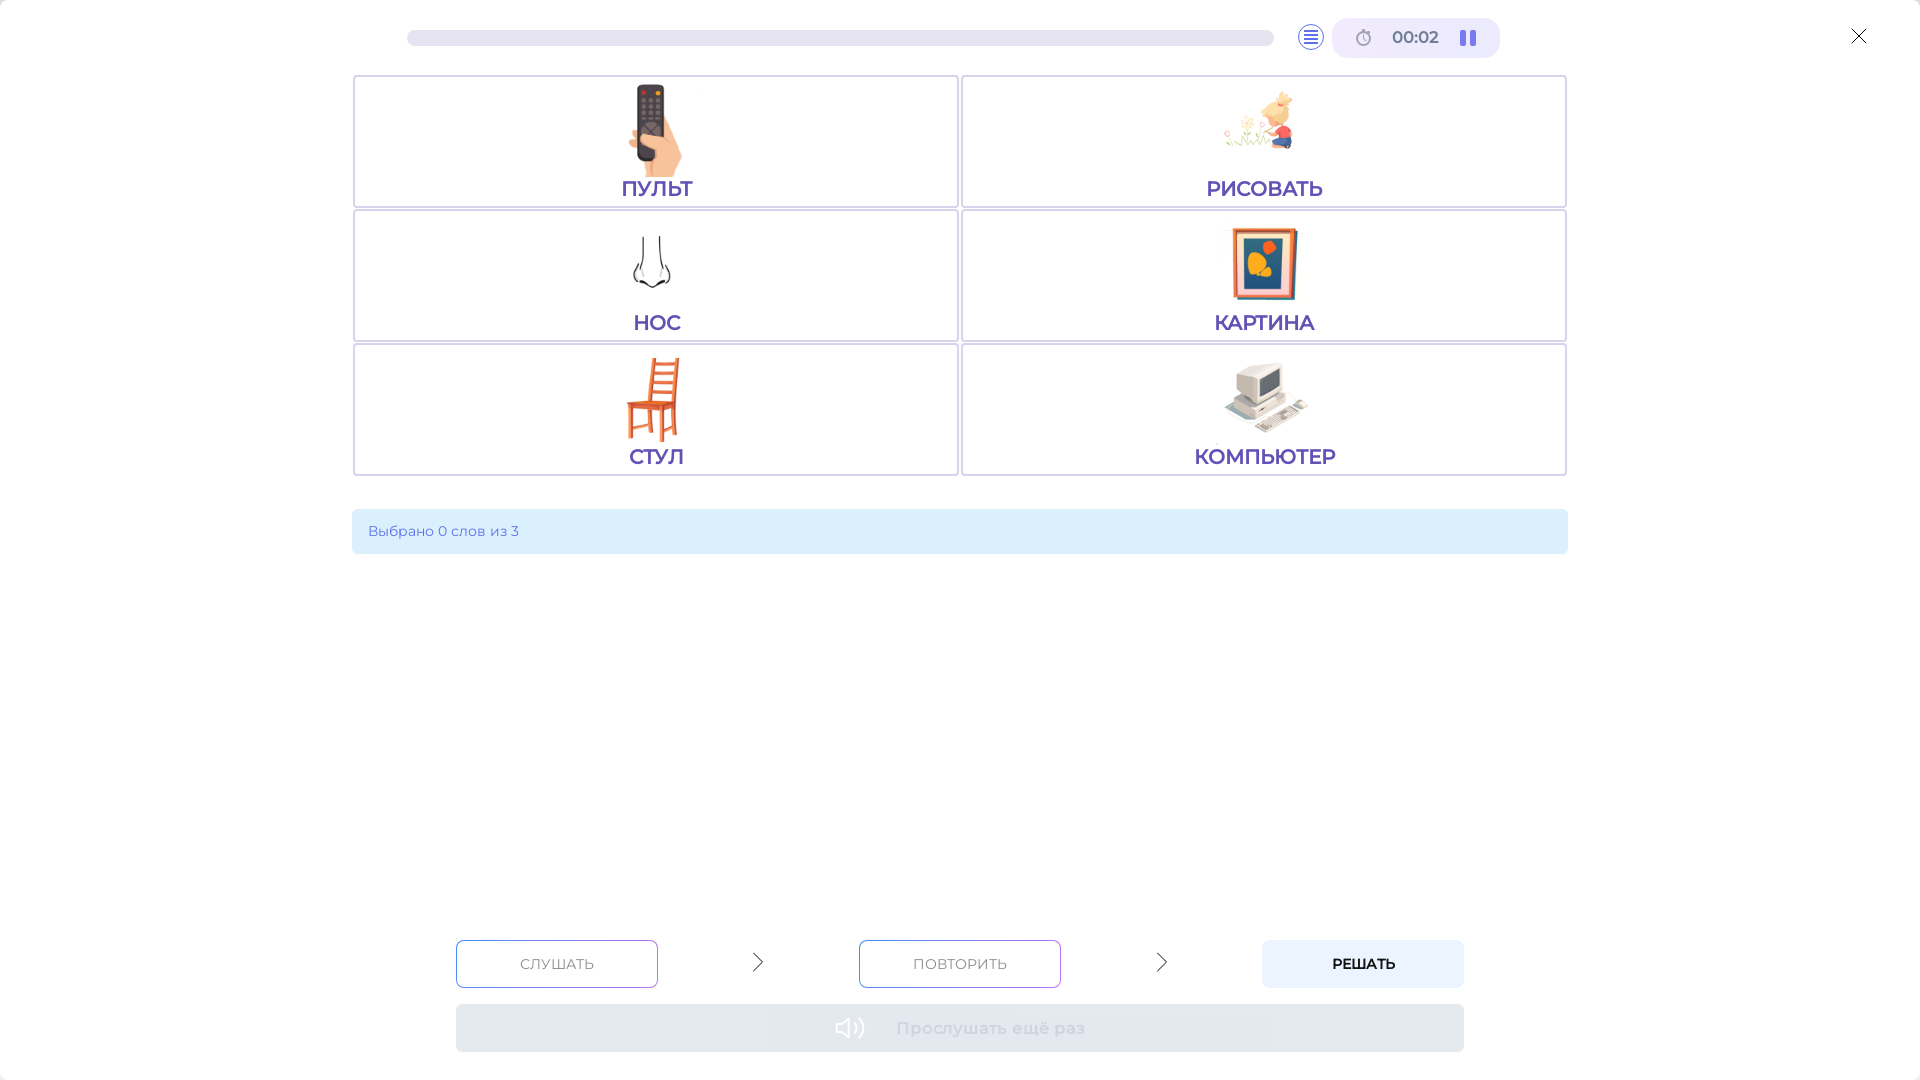 00:02
ПУЛЬТ
РИСОВАТЬ
НОС
КАРТИНА
СТУЛ
КОМПЬЮТЕР
Выбрано 0 слов из 3
СЛУШАТЬ
ПОВТОРИТЬ
РЕШАТЬ
Прослушать ещё раз